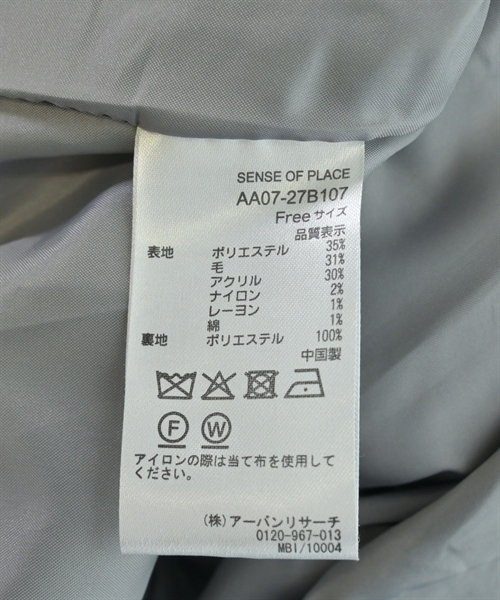 SENSE OF PLACE
AA07-27B107
Freeサイズ
品質表示
表地 ポリエステル 35%
毛 31%
アクリル 30%
ナイロン 2%
レーヨン 1%
綿 1%
裏地 ポリエステル 100%
中国製
F W
アイロンの際は当て布を使用して
ください。
(株)アーバンリサーチ
0120-967-013
MBI/10004